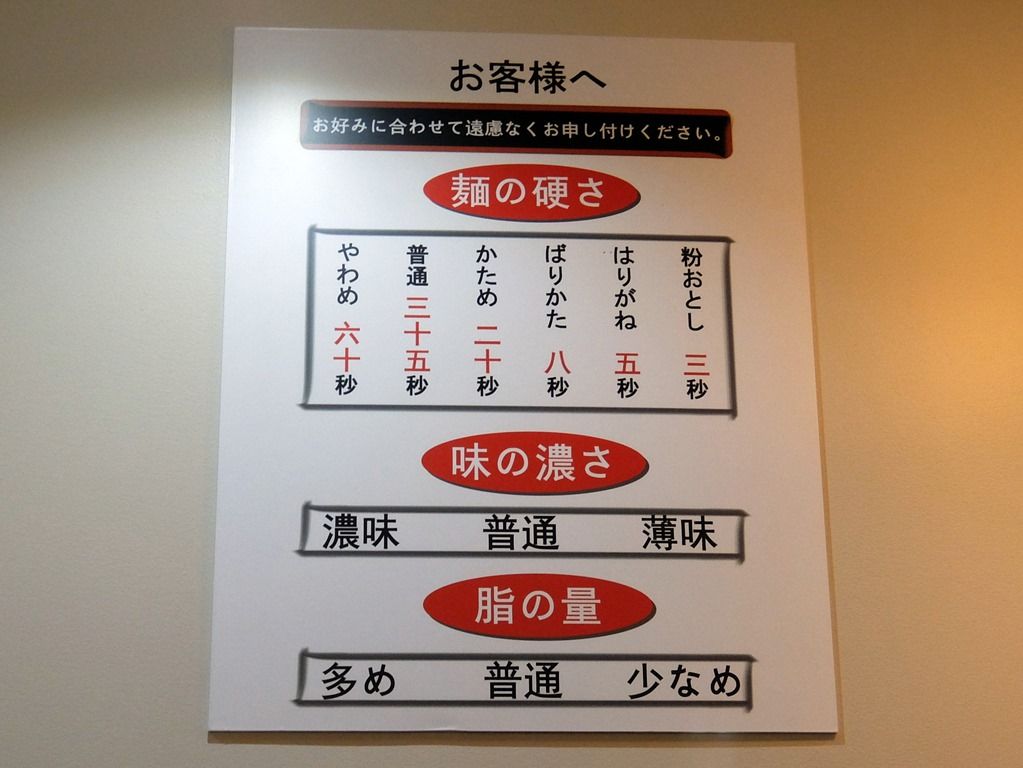 お客様へ
お好みに合わせて遠慮なくお申し付けください。
麺の硬さ
粉おとし 三秒
はりがね 五秒
ばりかた 八秒
かため 二十秒
普通 三十五秒
やわめ 六十秒
味の濃さ
濃味 普通 薄味
脂の量
多め 普通 少なめ